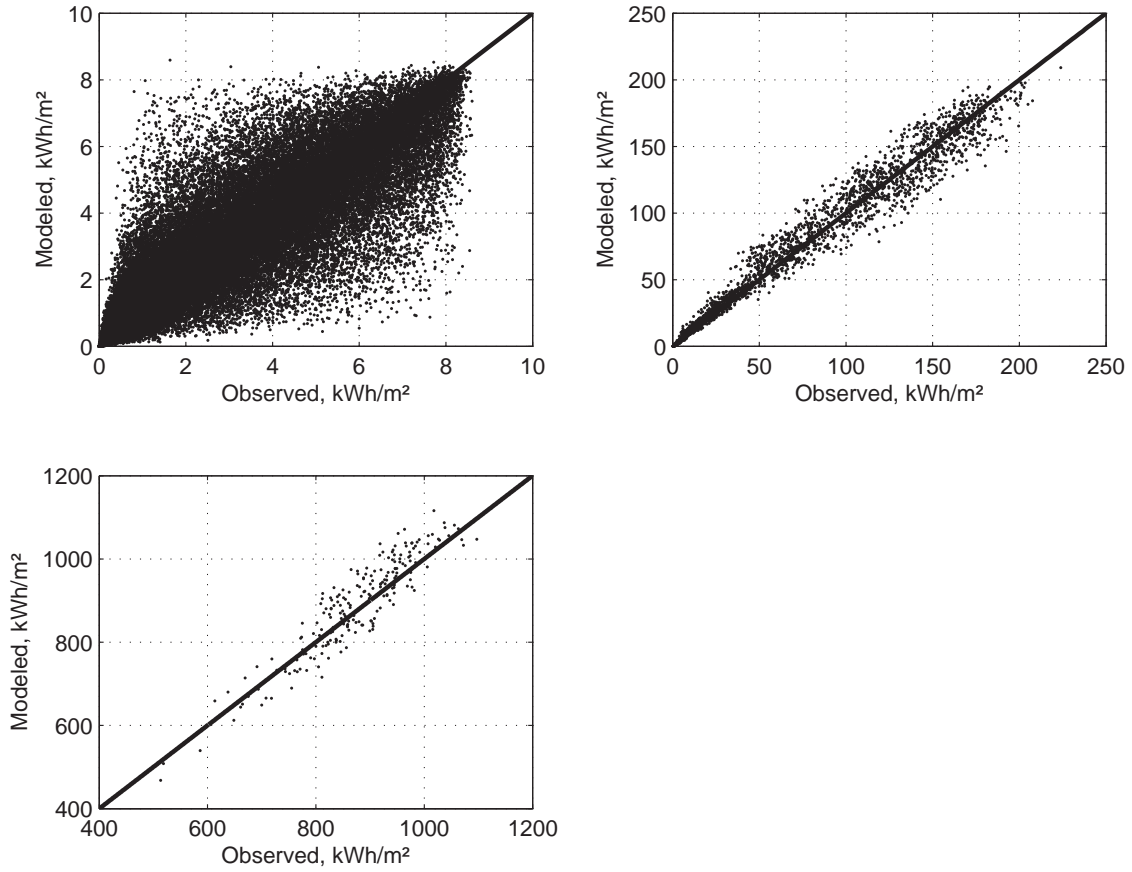 10
8
6
4
2
0
0 2 4 6 8 10
Modeled, kWh/m²
Observed, kWh/m²
250
200
150
100
50
0
0 50 100 150 200 250
Modeled, kWh/m²
Observed, kWh/m²
1200
1000
800
600
400
400 600 800 1000 1200
Modeled, kWh/m²
Observed, kWh/m²